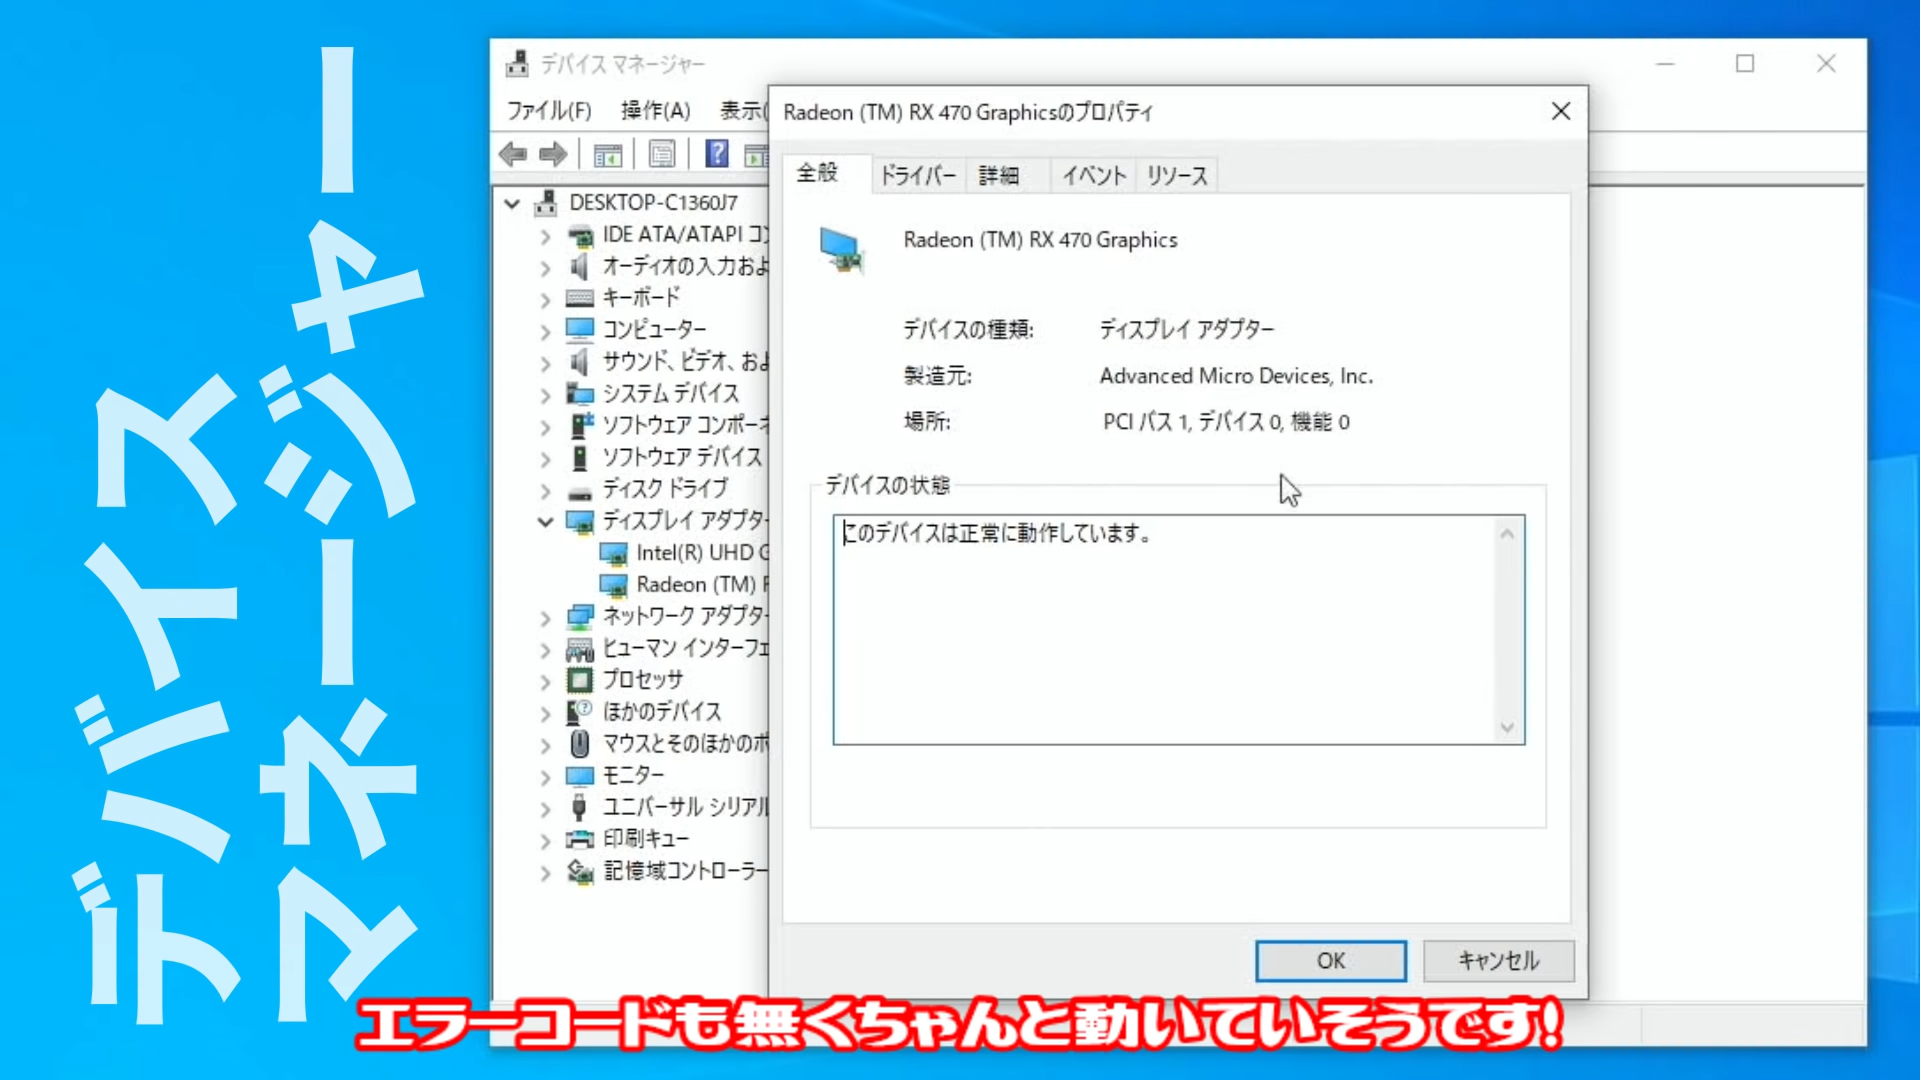 デバイス
マネージャー
デバイス マネージャー
ファイル(F) 操作(A) 表示(
DESKTOP-C1360J7
IDE ATA/ATAPI コン
オーディオの入力およ
キーボード
コンピューター
サウンド、ビデオ、およ
システム デバイス
ソフトウェア コンポーネ
ソフトウェア デバイス
ディスク ドライブ
ディスプレイ アダプター
Intel(R) UHD G
Radeon (TM) R
ネットワーク アダプター
ヒューマン インターフェ
プロセッサ
ほかのデバイス
マウスとそのほかのポ
モニター
ユニバーサル シリアル
印刷キュー
記憶域コントローラー
Radeon (TM) RX 470 Graphicsのプロパティ
全般 ドライバー 詳細 イベント リソース
Radeon (TM) RX 470 Graphics
デバイスの種類: ディスプレイ アダプター
製造元: Advanced Micro Devices, Inc.
場所: PCI バス 1, デバイス 0, 機能 0
デバイスの状態
このデバイスは正常に動作しています。
OK キャンセル
エラーコードも無くちゃんと動いていそうです!